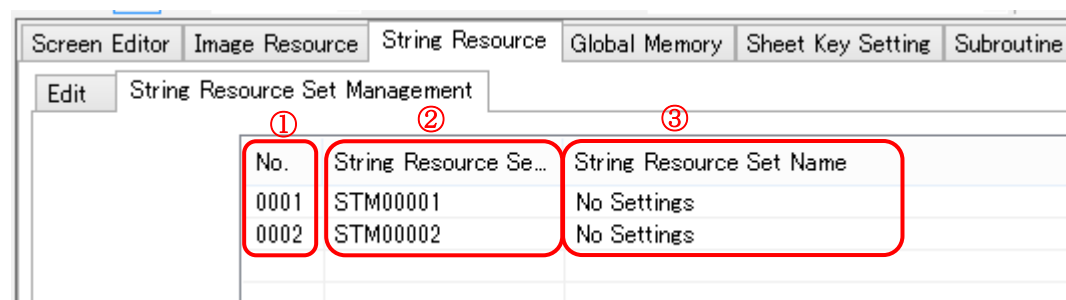 Screen Editor Image Resource String Resource Global Memory Sheet Key Setting Subroutine
Edit String Resource Set Management
① ② ③
No. String Resource Se... String Resource Set Name
0001 STM00001 No Settings
0002 STM00002 No Settings